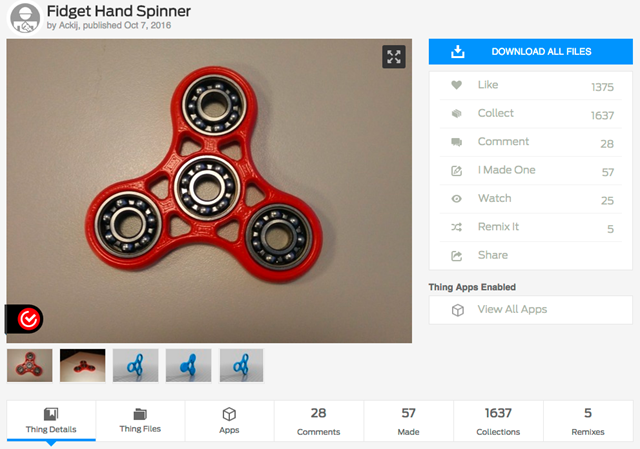 Fidget Hand Spinner
by Ackij, published Oct 7, 2016
DOWNLOAD ALL FILES
Like 1375
Collect 1637
Comment 28
I Made One 57
Watch 25
Remix It 5
Share
Thing Apps Enabled
View All Apps
Thing Details
Thing Files
Apps
28
Comments
57
Made
1637
Collections
5
Remixes